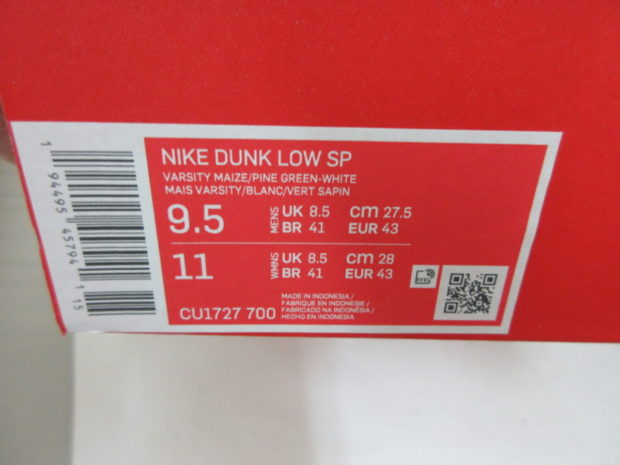 NIKE DUNK LOW SP
VARSITY MAIZE/PINE GREEN-WHITE
MAIS VARSITY/BLANC/VERT SAPIN
9.5 MENS UK 8.5 cm 27.5
BR 41 EUR 43
11 WMNS UK 8.5 cm 28
BR 41 EUR 43
CU1727 700
MADE IN INDONESIA /
FABRIQUE EN INDONESIE /
FABRICADO NA INDONÉSIA /
HECHO EN INDONESIA
1 94495 45794 1 15